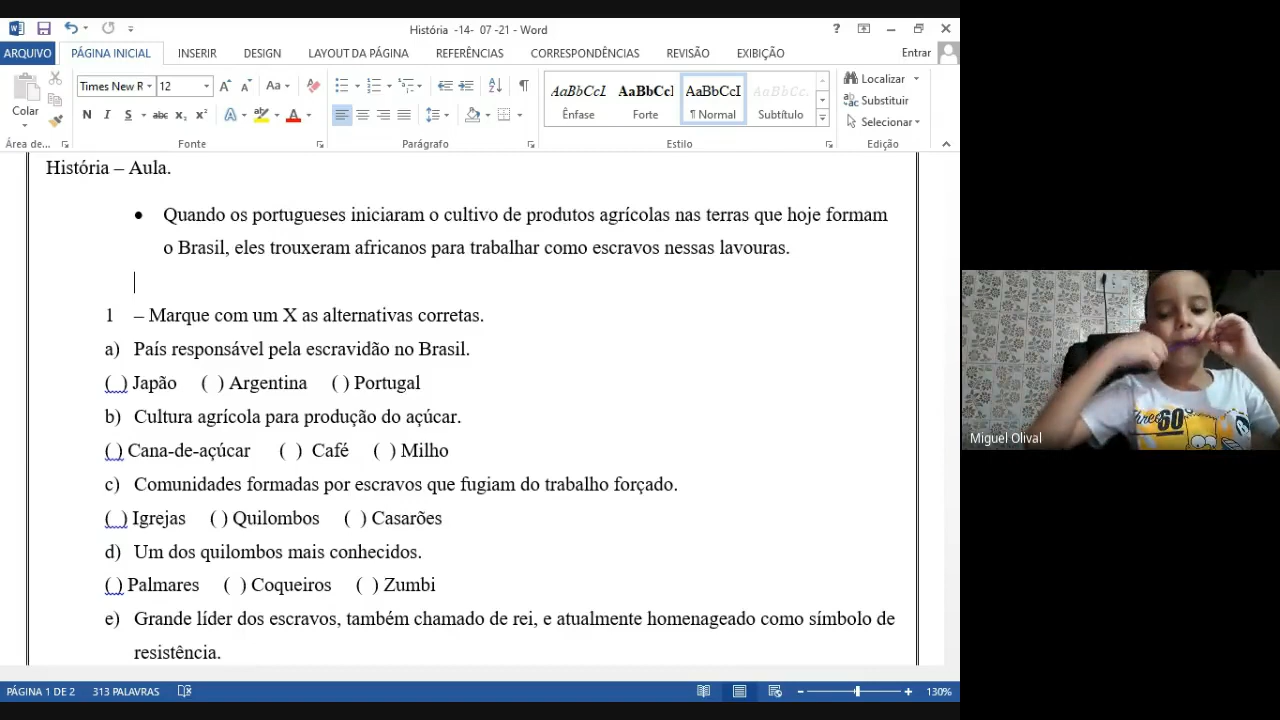 História -14- 07 -21 - Word
?
ARQUIVO PÁGINA INICIAL INSERIR DESIGN LAYOUT DA PÁGINA REFERÊNCIAS CORRESPONDÊNCIAS REVISÃO EXIBIÇÃO Entrar
Times New R 12 Aa
Colar
N I S abc x₂ x² A A
AaBbCcI AaBbCcI AaBbCcI AaBbCc.
Ênfase Forte ¶ Normal Subtítulo
Localizar
Substituir
Selecionar
Área de... Fonte Parágrafo Estilo Edição
História – Aula.
• Quando os portugueses iniciaram o cultivo de produtos agrícolas nas terras que hoje formam
o Brasil, eles trouxeram africanos para trabalhar como escravos nessas lavouras.
1 – Marque com um X as alternativas corretas.
a) País responsável pela escravidão no Brasil.
( ) Japão ( ) Argentina ( ) Portugal
b) Cultura agrícola para produção do açúcar.
( ) Cana-de-açúcar ( ) Café ( ) Milho
c) Comunidades formadas por escravos que fugiam do trabalho forçado.
( ) Igrejas ( ) Quilombos ( ) Casarões
d) Um dos quilombos mais conhecidos.
( ) Palmares ( ) Coqueiros ( ) Zumbi
e) Grande líder dos escravos, também chamado de rei, e atualmente homenageado como símbolo de
resistência.
PÁGINA 1 DE 2 313 PALAVRAS 130%
Miguel Olival
Three 60